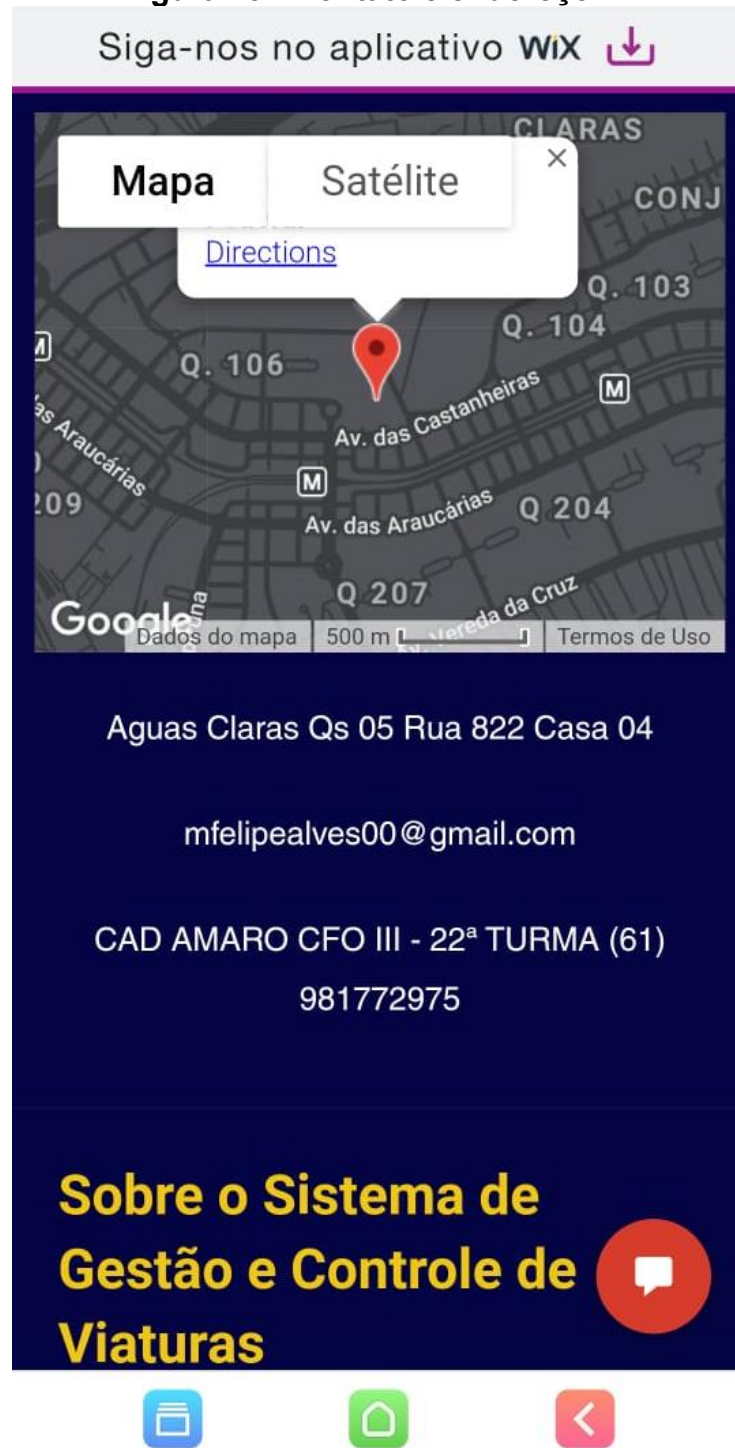 Siga-nos no aplicativo WiX
CLARAS
CONJ
Mapa
Satélite
Directions
Q. 103
Q. 104
Q. 106
Av. das Castanheiras
M
M
as Araucárias
209
Av. das Araucárias
Q 204
Q 207
Vereda da Cruz
una
Google
Dados do mapa
500 m
Termos de Uso
Aguas Claras Qs 05 Rua 822 Casa 04
mfelipealves00@gmail.com
CAD AMARO CFO III - 22ª TURMA (61)
981772975
Sobre o Sistema de
Gestão e Controle de
Viaturas